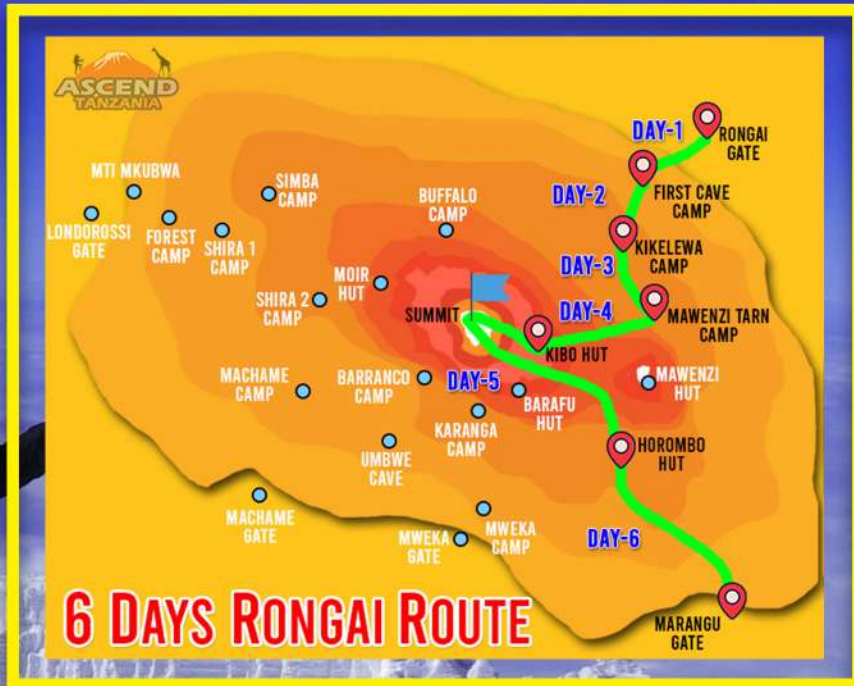 ASCEND
TANZANIA
DAY-1
RONGAI
GATE
MTI MKUBWA
SIMBA
CAMP
DAY-2
FIRST CAVE
CAMP
LONDOROSSI
GATE
FOREST
CAMP
SHIRA 1
CAMP
BUFFALO
CAMP
KIKELEWA
CAMP
DAY-3
MOIR
HUT
SHIRA 2
CAMP
SUMMIT
DAY-4
MAWENZI TARN
CAMP
KIBO HUT
MACHAME
CAMP
BARRANCO
CAMP
DAY-5
BARAFU
HUT
MAWENZI
HUT
KARANGA
CAMP
UMBWE
CAVE
HOROMBO
HUT
MACHAME
GATE
MWEKA
GATE
MWEKA
CAMP
DAY-6
6 DAYS RONGAI ROUTE
MARANGU
GATE